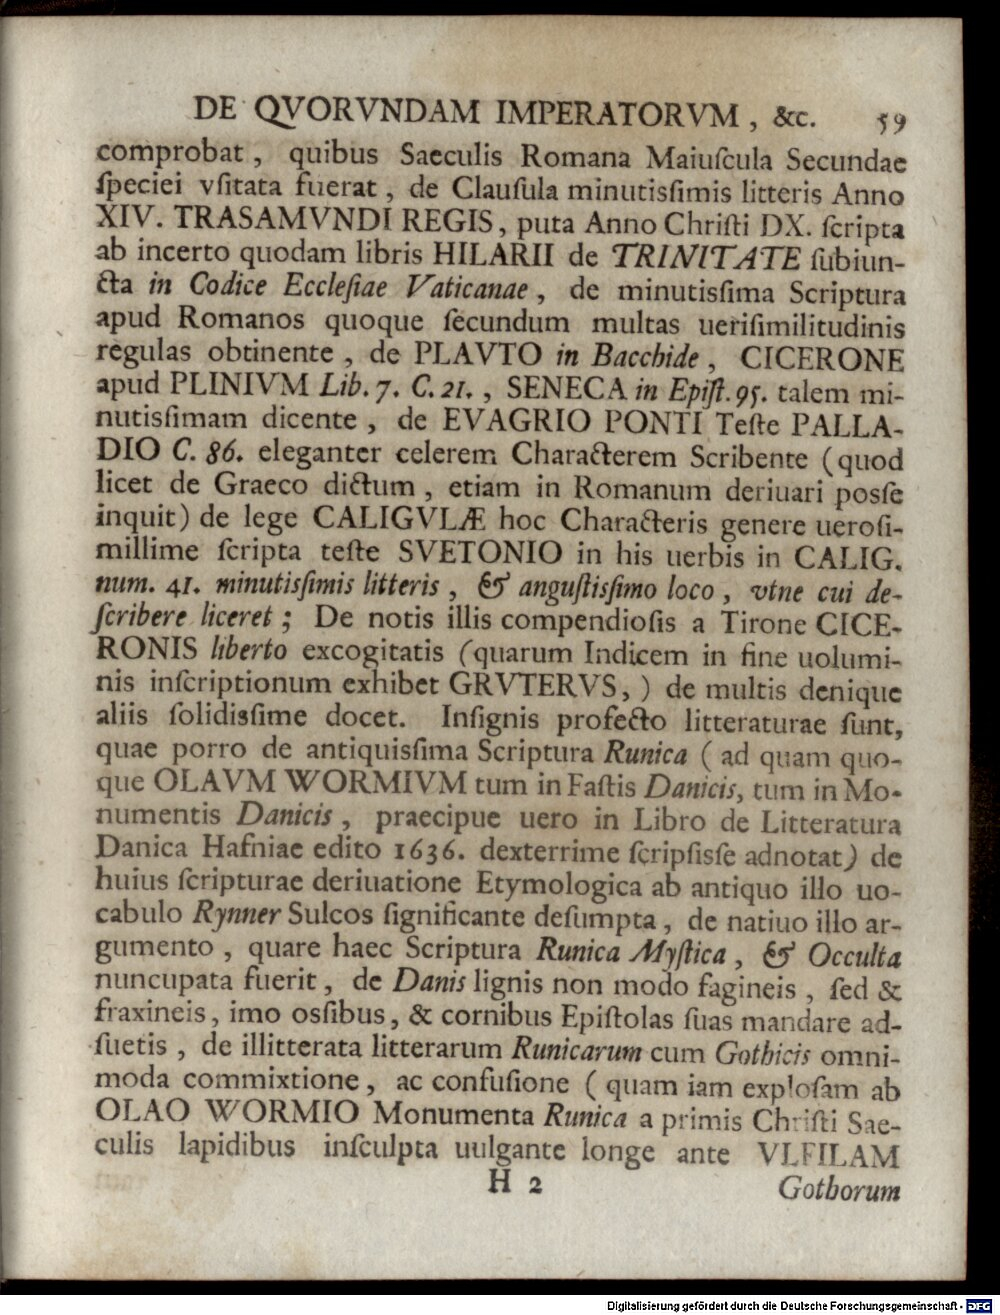 DE QVORVNDAM IMPERATORVM, &c. 59
comprobat, quibus Saeculis Romana Maiuſcula Secundae
ſpeciei vſitata fuerat, de Clauſula minutisſimis litteris Anno
XIV. TRASAMVNDI REGIS, puta Anno Chriſti DX. ſcripta
ab incerto quodam libris HILARII de TRINITATE ſubiun-
cta in Codice Eccleſiae Vaticanae, de minutisſima Scriptura
apud Romanos quoque ſecundum multas ueriſimilitudinis
regulas obtinente, de PLAVTO in Bacchide, CICERONE
apud PLINIVM Lib. 7. C. 21., SENECA in Epiſt. 95. talem mi-
nutisſimam dicente, de EVAGRIO PONTI Teſte PALLA-
DIO C. 86. eleganter celerem Characterem Scribente (quod
licet de Graeco dictum, etiam in Romanum deriuari posſe
inquit) de lege CALIGVLÆ hoc Characteris genere ueroſi-
millime ſcripta teſte SVETONIO in his uerbis in CALIG.
num. 41. minutisſimis litteris, & anguſtisſimo loco, vtne cui de-
ſcribere liceret; De notis illis compendioſis a Tirone CICE-
RONIS liberto excogitatis (quarum Indicem in fine uolumi-
nis inſcriptionum exhibet GRVTERVS,) de multis denique
aliis ſolidisſime docet. Inſignis profecto litteraturae ſunt,
quae porro de antiquisſima Scriptura Runica (ad quam quo-
que OLAVM WORMIVM tum in Faſtis Danicis, tum in Mo-
numentis Danicis, praecipue uero in Libro de Litteratura
Danica Hafniae edito 1636. dexterrime ſcripſisſe adnotat) de
huius ſcripturae deriuatione Etymologica ab antiquo illo uo-
cabulo Rynner Sulcos ſignificante deſumpta, de natiuo illo ar-
gumento, quare haec Scriptura Runica Myſtica, & Occulta
nuncupata fuerit, de Danis lignis non modo fagineis, ſed &
fraxineis, imo osſibus, & cornibus Epiſtolas ſuas mandare ad-
ſuetis, de illitterata litterarum Runicarum cum Gothicis omni-
moda commixtione, ac confuſione (quam iam exploſam ab
OLAO WORMIO Monumenta Runica a primis Chriſti Sae-
culis lapidibus inſculpta uulgante longe ante VLFILAM
H 2 Gothorum
Digitalisierung gefördert durch die Deutsche Forschungsgemeinschaft - DFG